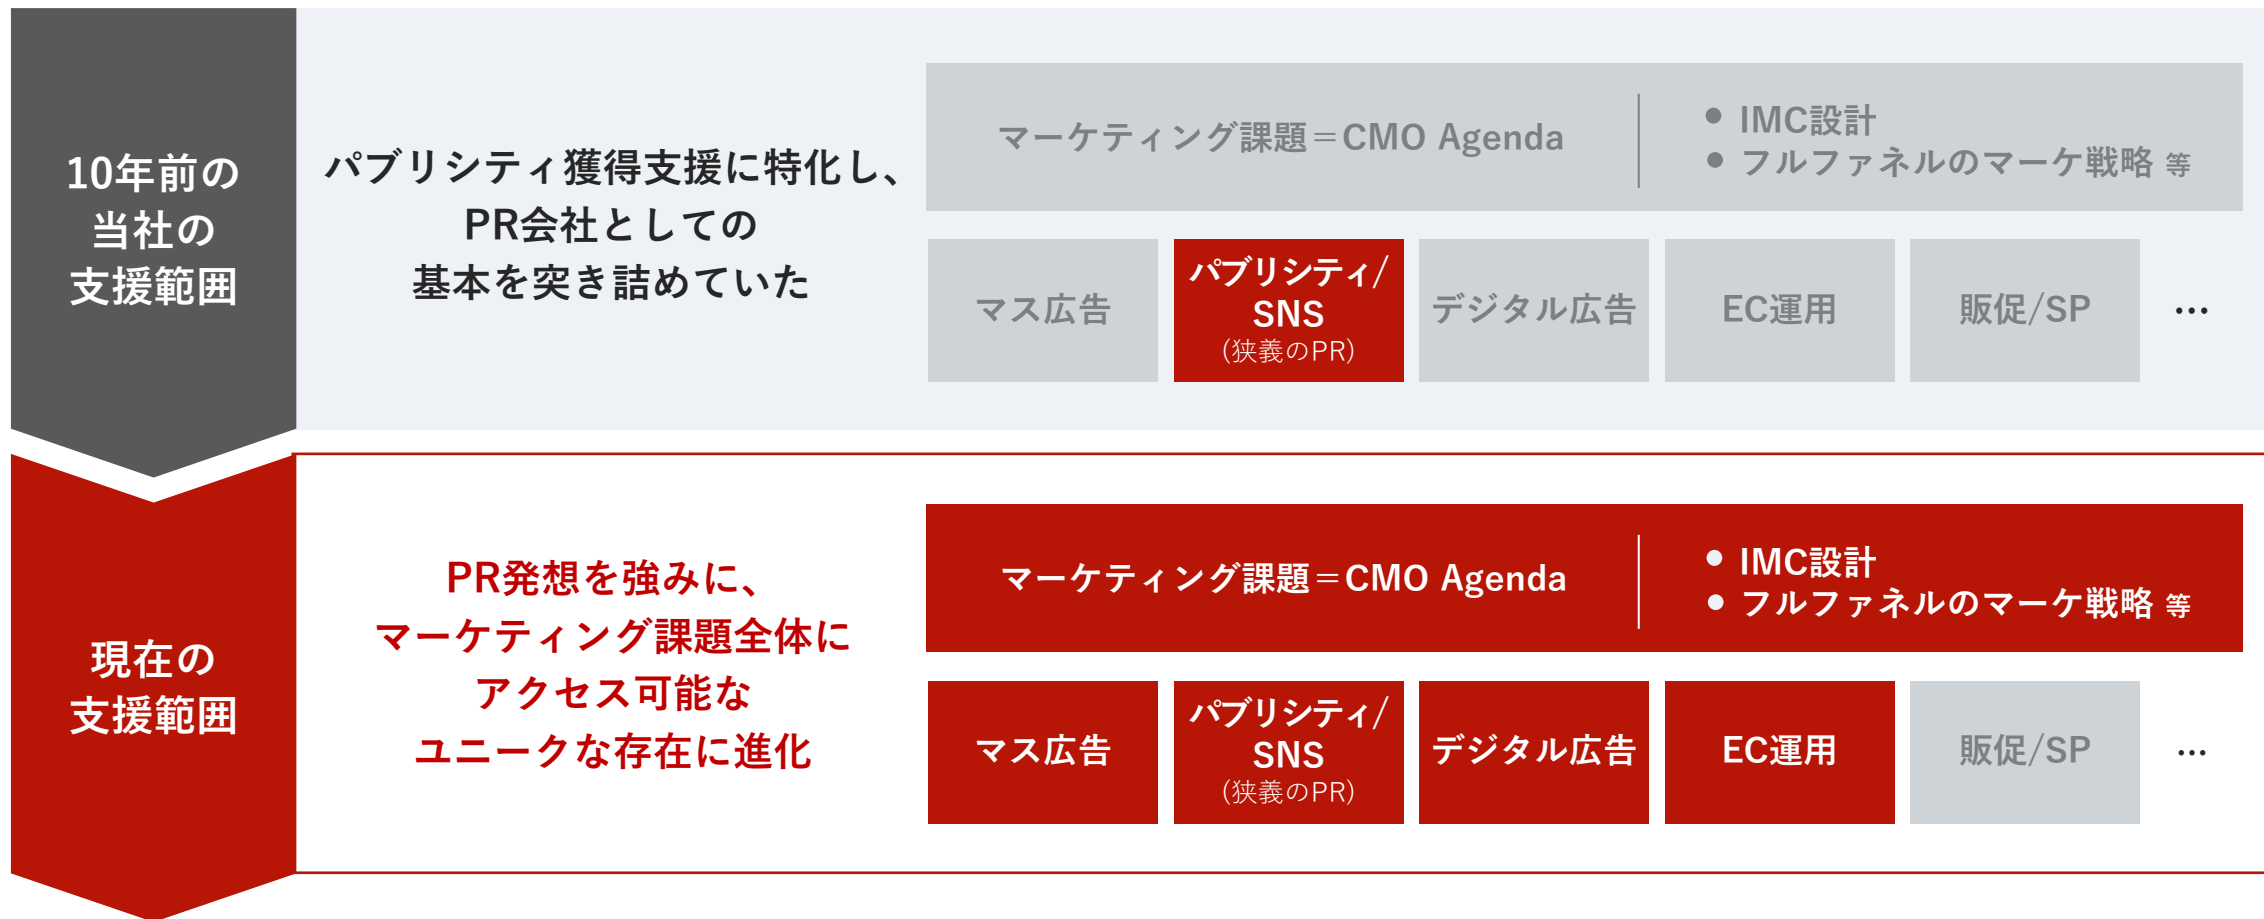 10年前の
当社の
支援範囲
パブリシティ獲得支援に特化し、
PR会社としての
基本を突き詰めていた
マーケティング課題＝CMO Agenda
● IMC設計
● フルファネルのマーケ戦略 等
マス広告
パブリシティ/
SNS
(狭義のPR)
デジタル広告
EC運用
販促/SP
…
現在の
支援範囲
PR発想を強みに、
マーケティング課題全体に
アクセス可能な
ユニークな存在に進化
マーケティング課題＝CMO Agenda
● IMC設計
● フルファネルのマーケ戦略 等
マス広告
パブリシティ/
SNS
(狭義のPR)
デジタル広告
EC運用
販促/SP
…